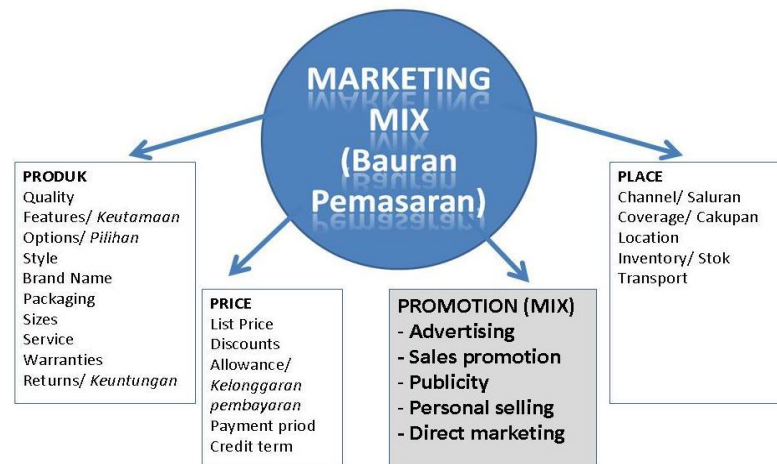 MARKETING
MIX
(Bauran
Pemasaran)
PRODUK
Quality
Features/ Keutamaan
Options/ Pilihan
Style
Brand Name
Packaging
Sizes
Service
Warranties
Returns/ Keuntungan
PRICE
List Price
Discounts
Allowance/
Kelonggaran
pembayaran
Payment priod
Credit term
PROMOTION (MIX)
- Advertising
- Sales promotion
- Publicity
- Personal selling
- Direct marketing
PLACE
Channel/ Saluran
Coverage/ Cakupan
Location
Inventory/ Stok
Transport